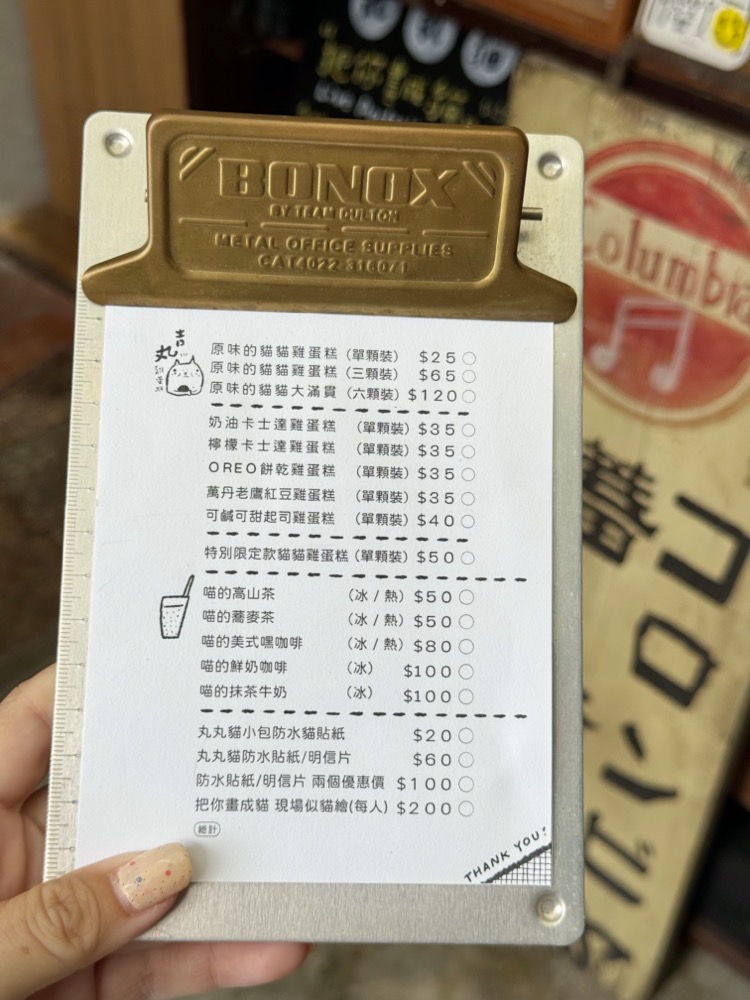 BONOX
BY TEAM DULTON
METAL OFFICE SUPPLIES
CAT4022-316071
吉
丸
原味的貓貓雞蛋糕（單顆裝） $25
原味的貓貓雞蛋糕（三顆裝） $65
原味的貓貓大滿貫（六顆裝） $120
奶油卡士達雞蛋糕 （單顆裝） $35
檸檬卡士達雞蛋糕 （單顆裝） $35
OREO餅乾雞蛋糕 （單顆裝） $35
萬丹老鷹紅豆雞蛋糕 （單顆裝） $35
可鹹可甜起司雞蛋糕 （單顆裝） $40
特別限定款貓貓雞蛋糕（單顆裝） $50
喵的高山茶 （冰 / 熱） $50
喵的蕎麥茶 （冰 / 熱） $50
喵的美式嘿咖啡 （冰 / 熱） $80
喵的鮮奶咖啡 （冰） $100
喵的抹茶牛奶 （冰） $100
丸丸貓小包防水貓貼紙 $20
丸丸貓防水貼紙/明信片 $60
防水貼紙/明信片 兩個優惠價 $100
把你畫成貓 現場似貓繪(每人) $200
總計
THANK YOU!
Columbia
コロムビア